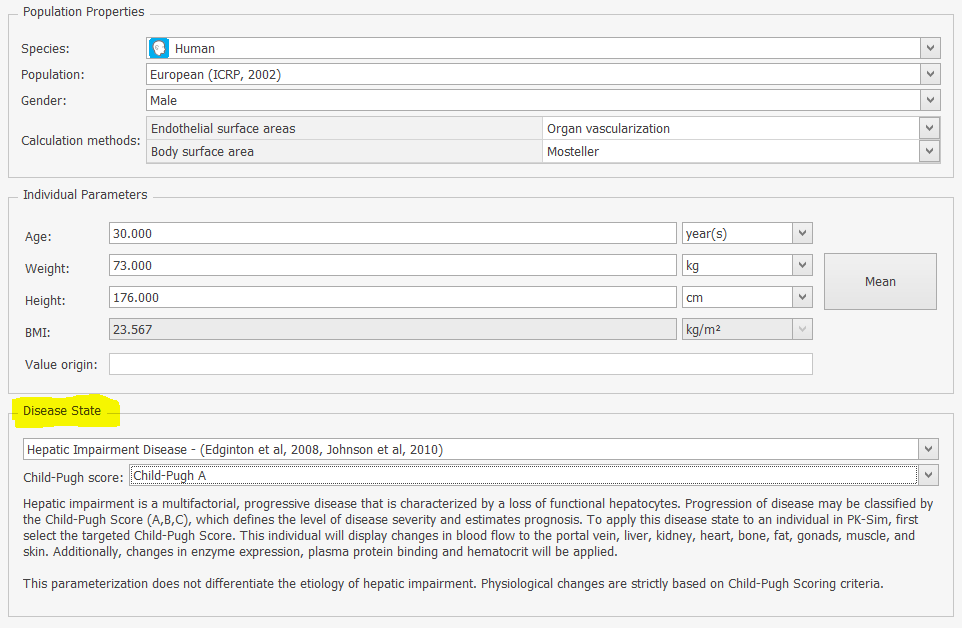 Population Properties
Species: Human
Population: European (ICRP, 2002)
Gender: Male
Calculation methods: Endothelial surface areas Organ vascularization
Body surface area Mosteller
Individual Parameters
Age: 30.000 year(s)
Weight: 73.000 kg
Mean
Height: 176.000 cm
BMI: 23.567 kg/m²
Value origin:
Disease State
Hepatic Impairment Disease - (Edginton et al, 2008, Johnson et al, 2010)
Child-Pugh score: Child-Pugh A
Hepatic impairment is a multifactorial, progressive disease that is characterized by a loss of functional hepatocytes. Progression of disease may be classified by
the Child-Pugh Score (A,B,C), which defines the level of disease severity and estimates prognosis. To apply this disease state to an individual in PK-Sim, first
select the targeted Child-Pugh Score. This individual will display changes in blood flow to the portal vein, liver, kidney, heart, bone, fat, gonads, muscle, and
skin. Additionally, changes in enzyme expression, plasma protein binding and hematocrit will be applied.
This parameterization does not differentiate the etiology of hepatic impairment. Physiological changes are strictly based on Child-Pugh Scoring criteria.